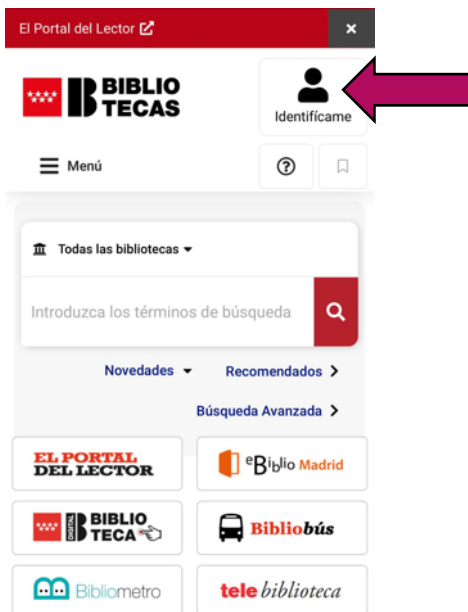 El Portal del Lector
BIBLIO
TECAS
Identifícame
Menú
Todas las bibliotecas
Introduzca los términos de búsqueda
Novedades
Recomendados
Búsqueda Avanzada
EL PORTAL
DEL LECTOR
eBiblio Madrid
DIGITAL
BIBLIO
TECA
Bibliobús
Bibliometro
tele biblioteca